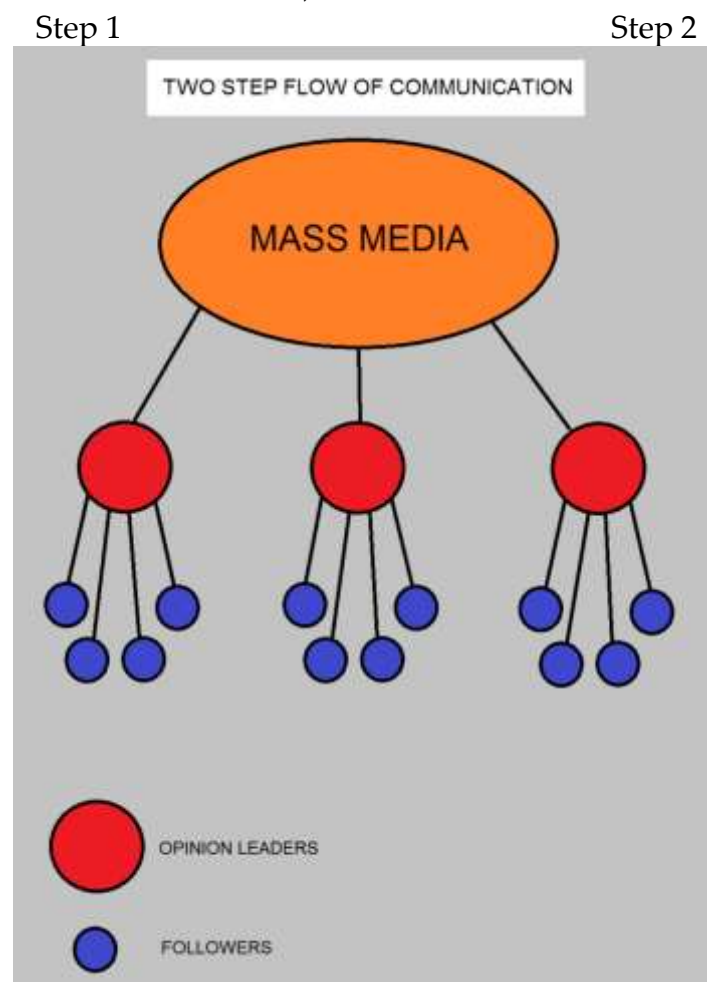 Step 1 Step 2
TWO STEP FLOW OF COMMUNICATION
MASS MEDIA
OPINION LEADERS
FOLLOWERS